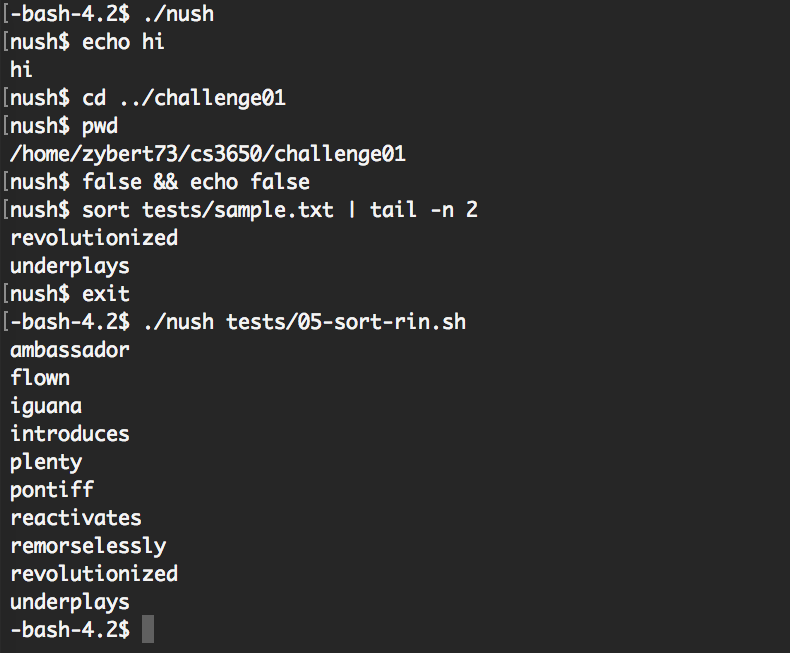 [-bash-4.2$ ./nush
[nush$ echo hi
hi
[nush$ cd ../challenge01
[nush$ pwd
/home/zybert73/cs3650/challenge01
[nush$ false && echo false
[nush$ sort tests/sample.txt | tail -n 2
revolutionized
underplays
[nush$ exit
[-bash-4.2$ ./nush tests/05-sort-rin.sh
ambassador
flown
iguana
introduces
plenty
pontiff
reactivates
remorselessly
revolutionized
underplays
-bash-4.2$